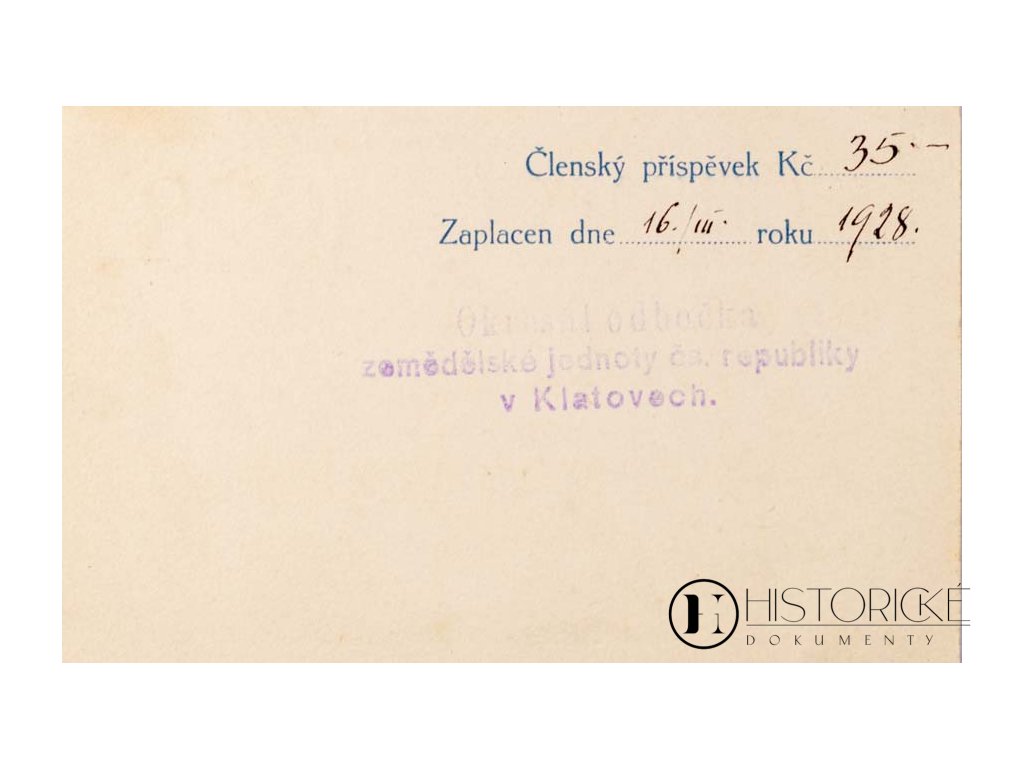 Členský příspěvek Kč 35·—
Zaplacen dne 16./III. roku 1928.
Okresní odbočka
zemědělské jednoty čs. republiky
v Klatovech.
HISTORICKÉ
DOKUMENTY